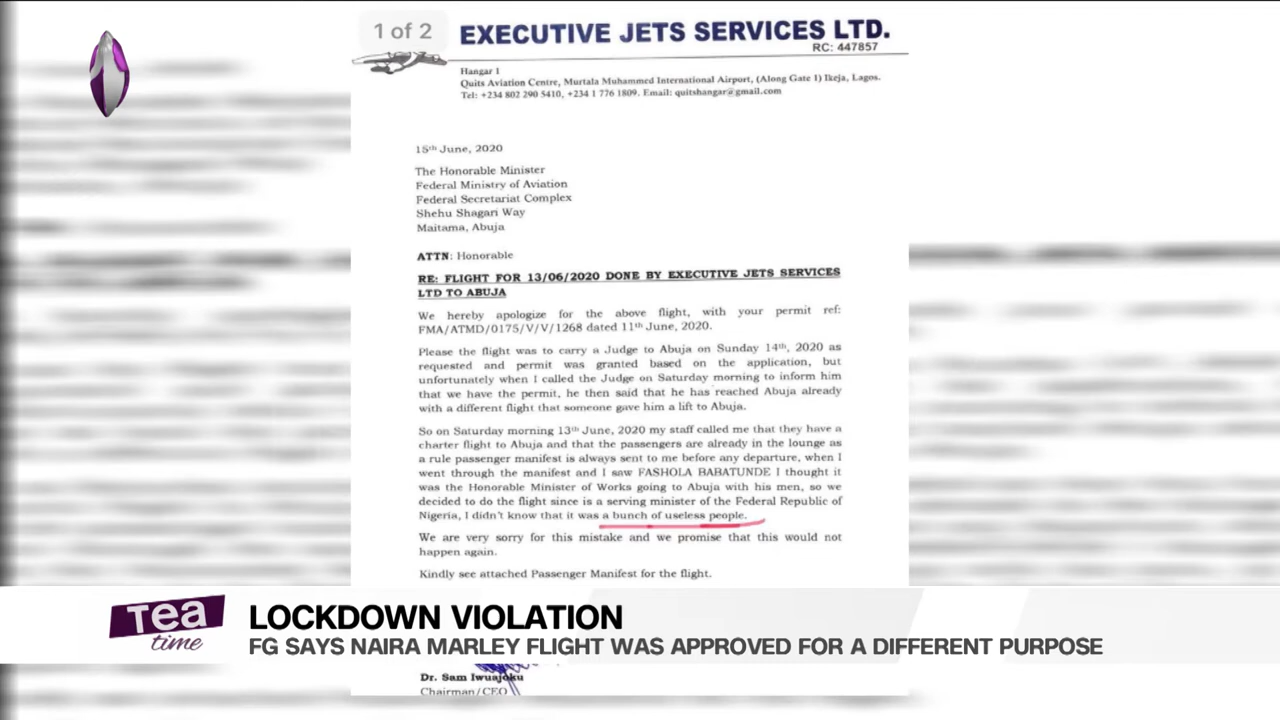 1 of 2
EXECUTIVE JETS SERVICES LTD.
RC: 447857
Hangar 1
Quits Aviation Centre, Murtala Muhammed International Airport, (Along Gate 1) Ikeja, Lagos.
Tel: +234 802 290 5410, +234 1 776 1809. Email: quitshangar@gmail.com
15th June, 2020
The Honorable Minister
Federal Ministry of Aviation
Federal Secretariat Complex
Shehu Shagari Way
Maitama, Abuja
ATTN: Honorable
RE: FLIGHT FOR 13/06/2020 DONE BY EXECUTIVE JETS SERVICES
LTD TO ABUJA
We hereby apologize for the above flight, with your permit ref:
FMA/ATMD/0175/V/V/1268 dated 11th June, 2020.
Please the flight was to carry a Judge to Abuja on Sunday 14th, 2020 as
requested and permit was granted based on the application, but
unfortunately when I called the Judge on Saturday morning to inform him
that we have the permit, he then said that he has reached Abuja already
with a different flight that someone gave him a lift to Abuja.
So on Saturday morning 13th June, 2020 my staff called me that they have a
charter flight to Abuja and that the passengers are already in the lounge as
a rule passenger manifest is always sent to me before any departure, when I
went through the manifest and I saw FASHOLA BABATUNDE I thought it
was the Honorable Minister of Works going to Abuja with his men, so we
decided to do the flight since is a serving minister of the Federal Republic of
Nigeria, I didn't know that it was a bunch of useless people.
We are very sorry for this mistake and we promise that this would not
happen again.
Kindly see attached Passenger Manifest for the flight.
Tea
time
LOCKDOWN VIOLATION
FG SAYS NAIRA MARLEY FLIGHT WAS APPROVED FOR A DIFFERENT PURPOSE
Dr. Sam Iwuajoku
Chairman/CEO